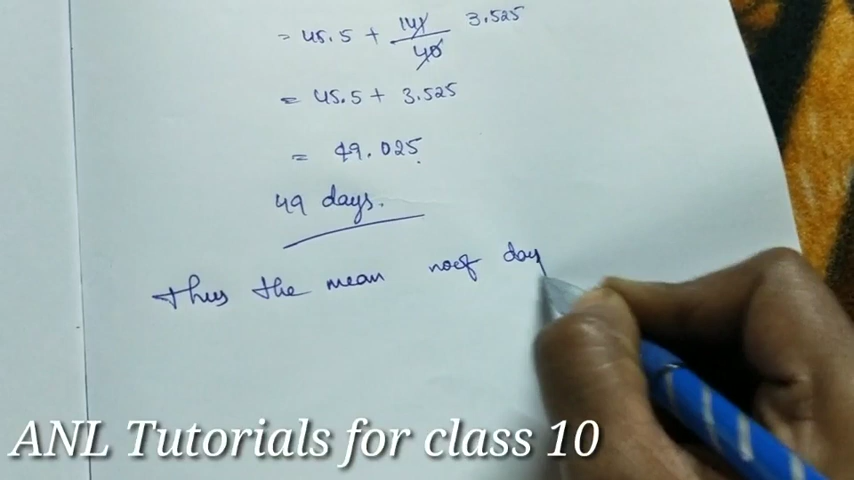 = 45.5 + 141/40 3.525
= 45.5 + 3.525
= 49.025
49 days.
Thus the mean no of day
ANL Tutorials for class 10